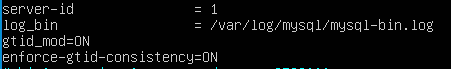 server-id = 1
log_bin = /var/log/mysql/mysql-bin.log
gtid_mod=ON
enforce-gtid-consistency=ON